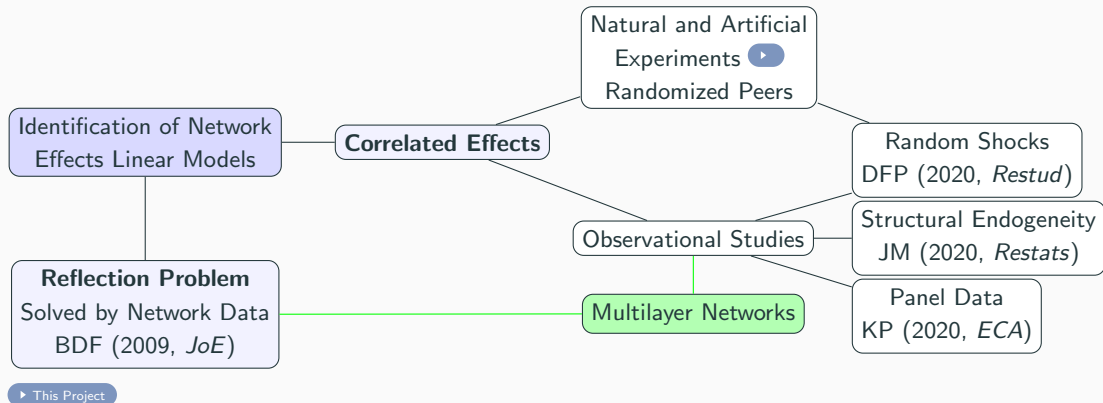 Natural and Artificial
Experiments
Randomized Peers
Identification of Network
Effects Linear Models
Correlated Effects
Random Shocks
DFP (2020, Restud)
Observational Studies
Structural Endogeneity
JM (2020, Restats)
Reflection Problem
Solved by Network Data
BDF (2009, JoE)
Multilayer Networks
Panel Data
KP (2020, ECA)
This Project